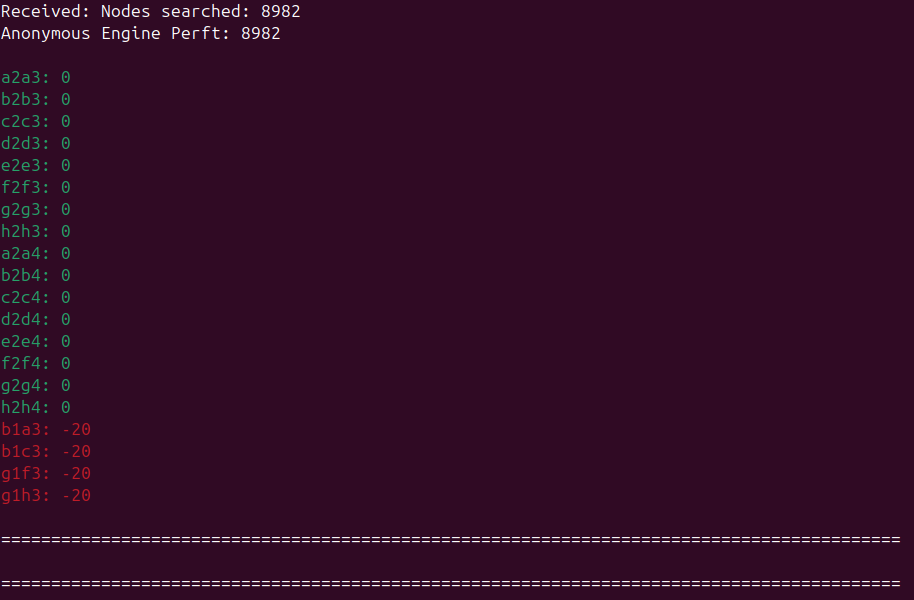 Received: Nodes searched: 8982
Anonymous Engine Perft: 8982
a2a3: 0
b2b3: 0
c2c3: 0
d2d3: 0
e2e3: 0
f2f3: 0
g2g3: 0
h2h3: 0
a2a4: 0
b2b4: 0
c2c4: 0
d2d4: 0
e2e4: 0
f2f4: 0
g2g4: 0
h2h4: 0
b1a3: -20
b1c3: -20
g1f3: -20
g1h3: -20
==========================================================================================
==========================================================================================